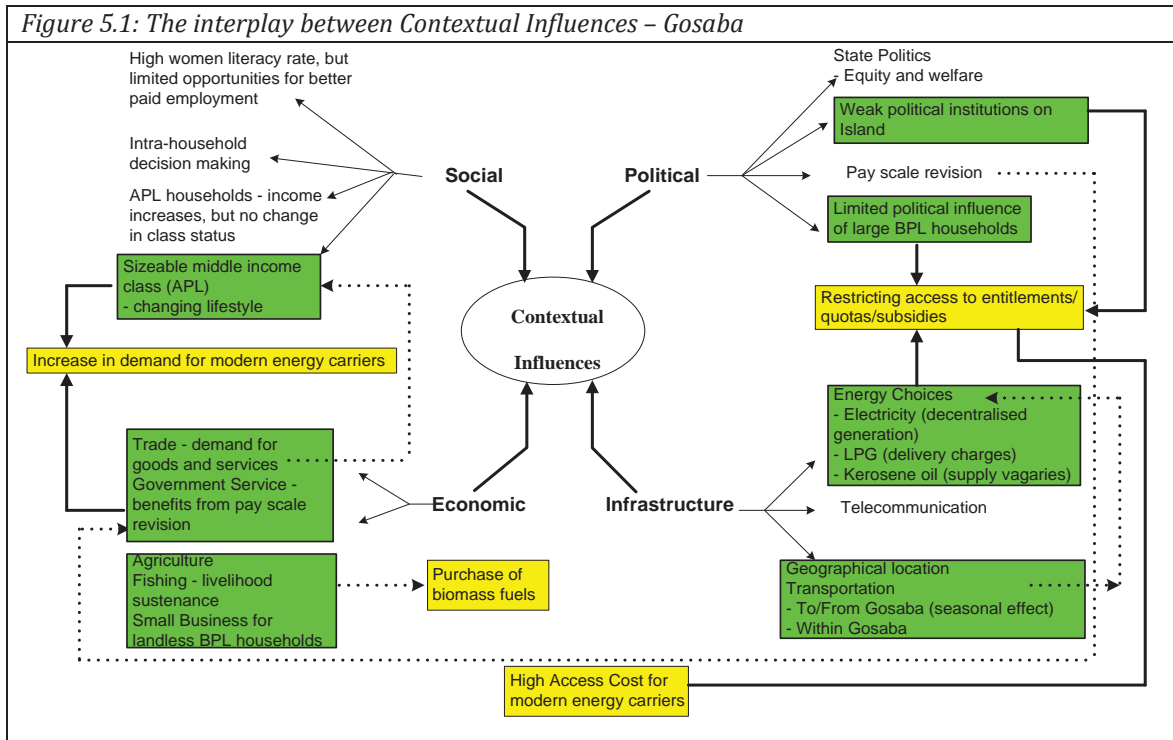 Figure 5.1: The interplay between Contextual Influences – Gosaba
High women literacy rate, but
limited opportunities for better
paid employment
Intra-household
decision making
APL households - income
increases, but no change
in class status
Social
Sizeable middle income
class (APL)
- changing lifestyle
Increase in demand for modern energy carriers
State Politics
- Equity and welfare
Weak political institutions on
Island
Political
Pay scale revision
Limited political influence
of large BPL households
Restricting access to entitlements/
quotas/subsidies
Contextual
Influences
Trade - demand for
goods and services
Government Service -
benefits from pay scale
revision
Economic
Agriculture
Fishing - livelihood
sustenance
Small Business for
landless BPL households
Purchase of
biomass fuels
Energy Choices
- Electricity (decentralised
generation)
- LPG (delivery charges)
- Kerosene oil (supply vagaries)
Infrastructure
Telecommunication
Geographical location
Transportation
- To/From Gosaba (seasonal effect)
- Within Gosaba
High Access Cost for
modern energy carriers